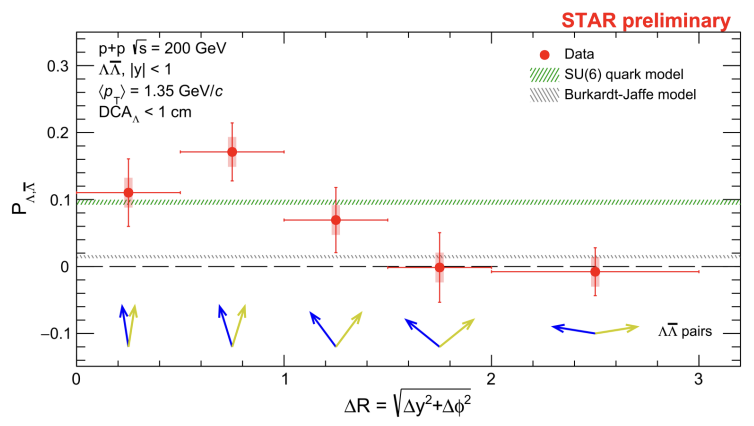 STAR preliminary
p+p √s = 200 GeV
ΛΛ̅, |y| < 1
⟨p_T⟩ = 1.35 GeV/c
DCA_Λ < 1 cm
Data
SU(6) quark model
Burkardt-Jaffe model
0.3
0.2
0.1
0
−0.1
P_Λ,Λ̅
ΛΛ̅ pairs
0 1 2 3
ΔR = √Δy²+Δϕ²